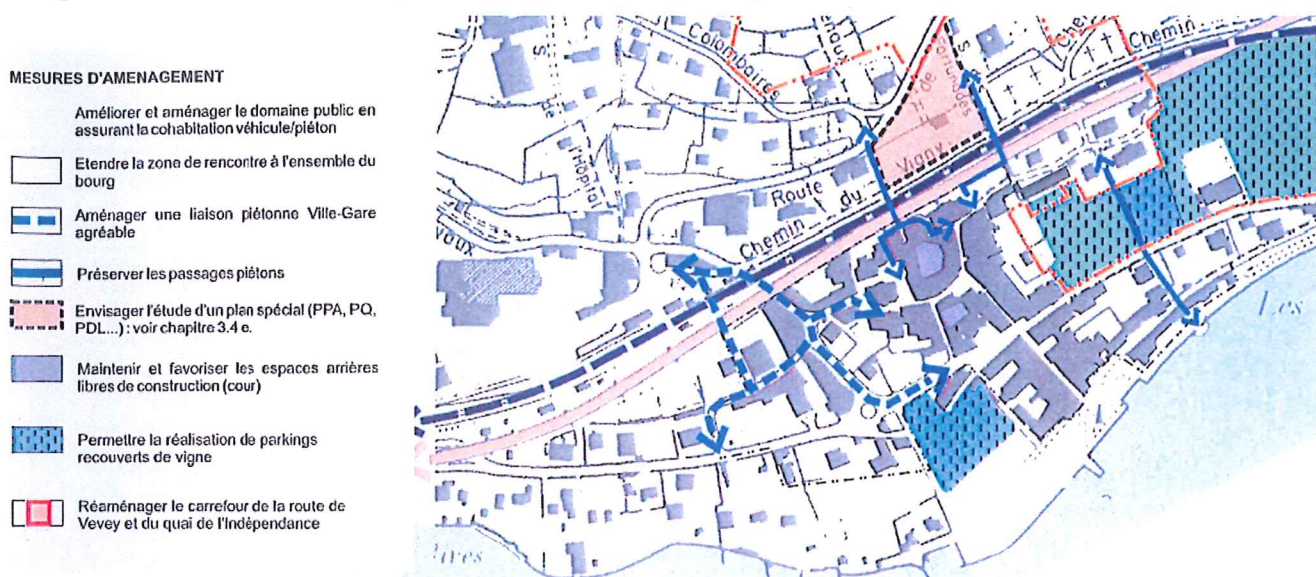 MESURES D'AMENAGEMENT
Améliorer et aménager le domaine public en
assurant la cohabitation véhicule/piéton
Etendre la zone de rencontre à l'ensemble du
bourg
Aménager une liaison piétonne Ville-Gare
agréable
Préserver les passages piétons
Envisager l'étude d'un plan spécial (PPA, PQ,
PDL...) : voir chapitre 3.4 e.
Maintenir et favoriser les espaces arrières
libres de construction (cour)
Permettre la réalisation de parkings
recouverts de vigne
Réaménager le carrefour de la route de
Vevey et du quai de l'Indépendance
Colombaire
Chemin
de
Vigny
Route du
Chemin
l'Hôpital
vaux
Les
Rives